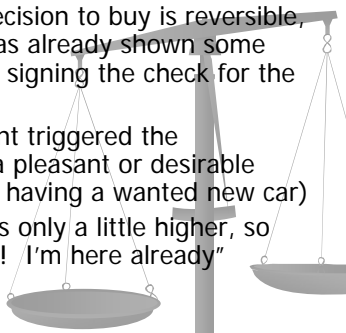 ecision to buy is reversible,
as already shown some
signing the check for the
nt triggered the
a pleasant or desirable
having a wanted new car)
s only a little higher, so
! I'm here already”